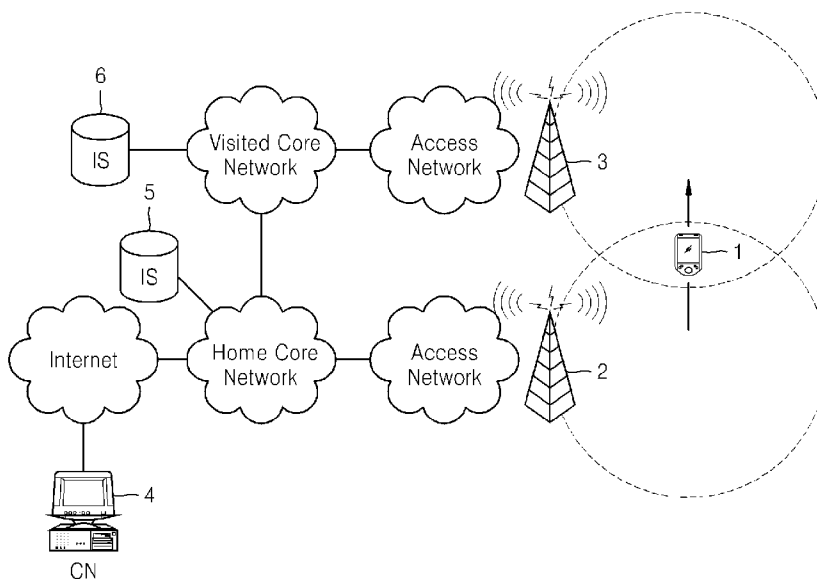 6
IS
Visited Core
Network
Access
Network
3
5
IS
1
Internet
Home Core
Network
Access
Network
2
4
CN